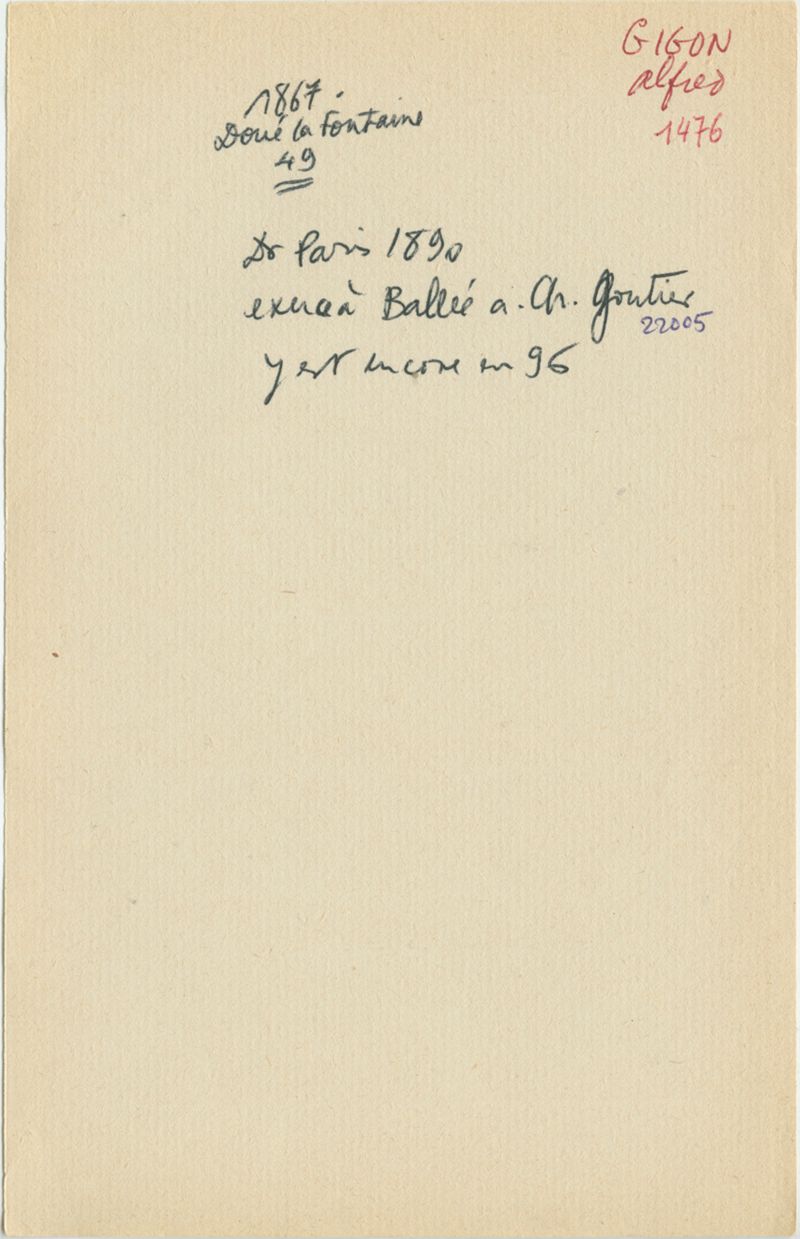 GIGON
alfred
1476
1867.
Doué la Fontaine
49
Dr Paris 1890
exerce à Ballée a. Ch. Gontier
22005
y est encore en 96